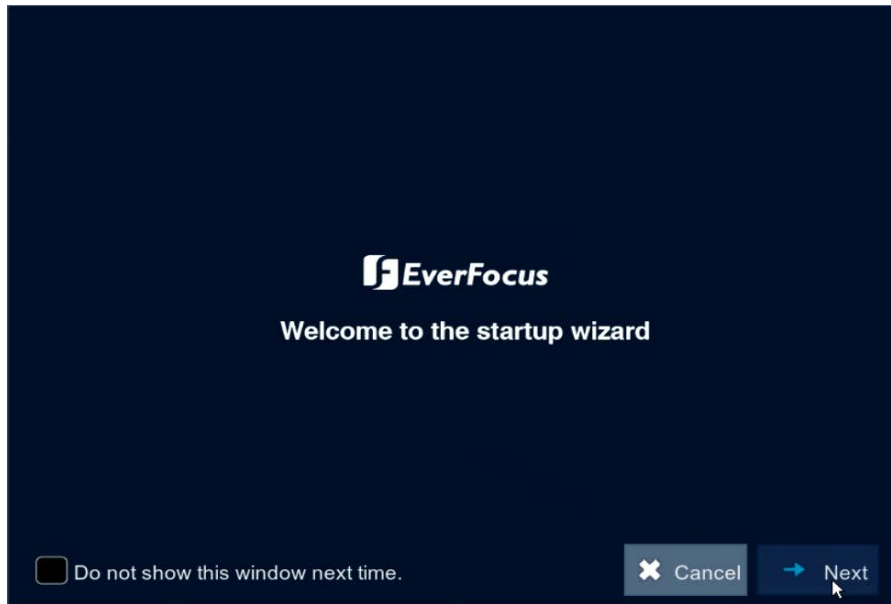 EverFocus
Welcome to the startup wizard
Do not show this window next time.
Cancel
Next